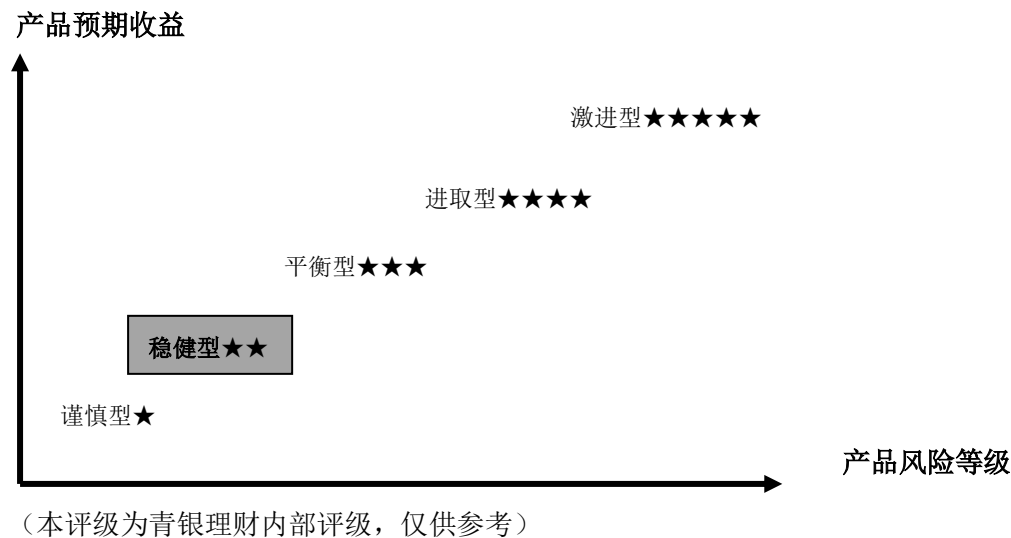 产品预期收益
激进型★★★★★
进取型★★★★
平衡型★★★
稳健型★★
谨慎型★
产品风险等级
（本评级为青银理财内部评级，仅供参考）